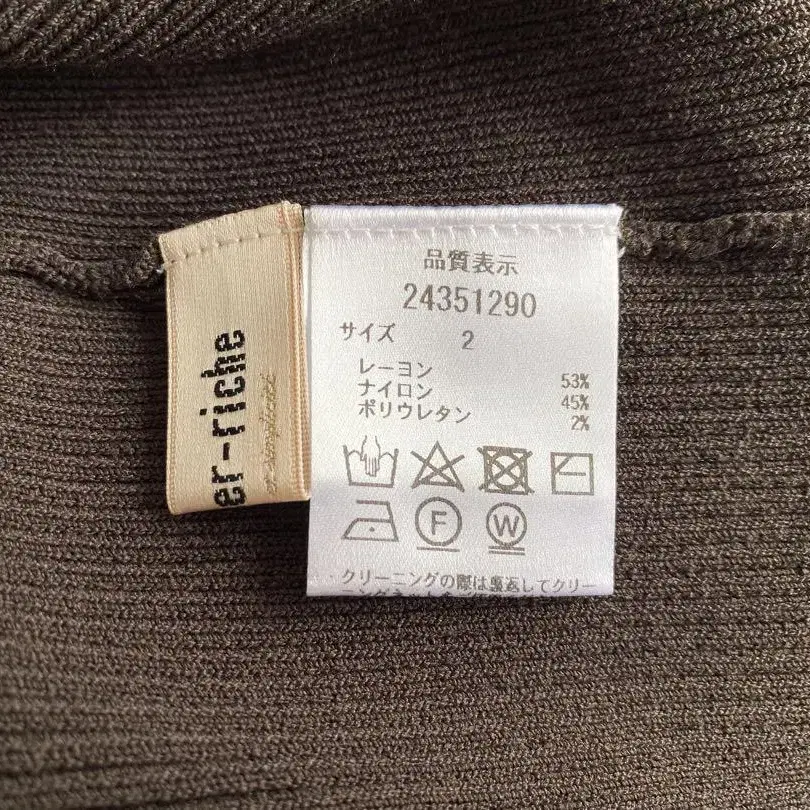 er-riche
品質表示
24351290
サイズ 2
レーヨン 53%
ナイロン 45%
ポリウレタン 2%
F W
クリーニングの際は裏返してクリー